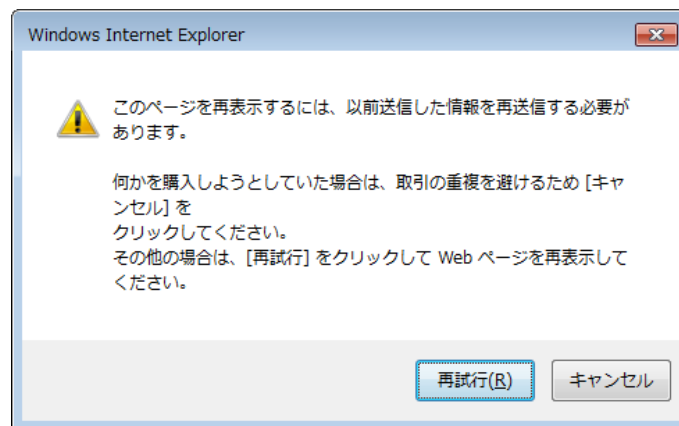 Windows Internet Explorer
このページを再表示するには、以前送信した情報を再送信する必要が
あります。
何かを購入しようとしていた場合は、取引の重複を避けるため [キャ
ンセル] を
クリックしてください。
その他の場合は、[再試行] をクリックして Web ページを再表示して
ください。
再試行(R)
キャンセル